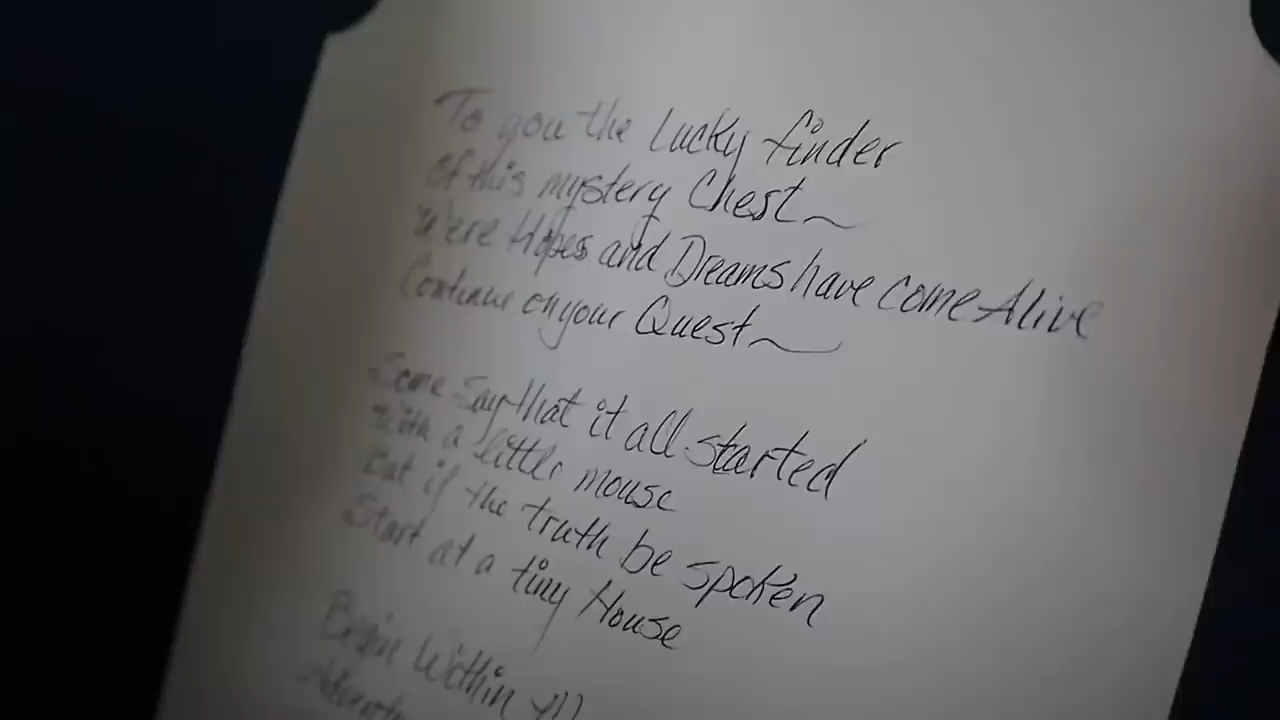 To you the Lucky finder
of this mystery Chest~
Were Hopes and Dreams have come Alive
Continue on your Quest~
Some Say that it all started
With a little mouse
But if the truth be spoken
Start at a tiny House
Begin Within